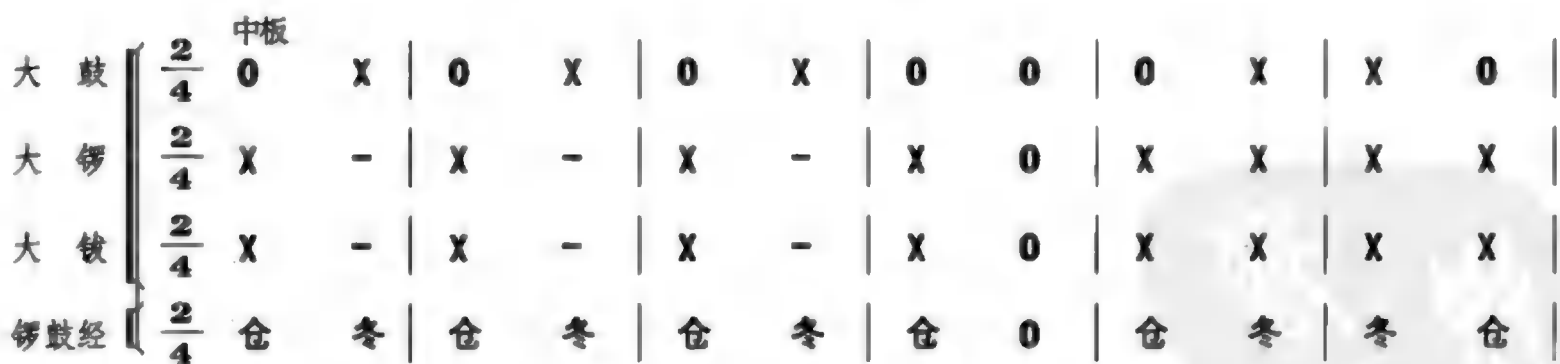 中板
大 鼓 2/4 0 X | 0 X | 0 X | 0 0 | 0 X | X 0 |
大 锣 2/4 X - | X - | X - | X 0 | X X | X X |
大 钹 2/4 X - | X - | X - | X 0 | X X | X X |
锣鼓经 2/4 仓 冬 | 仓 冬 | 仓 冬 | 仓 0 | 仓 冬 | 冬 仓 |